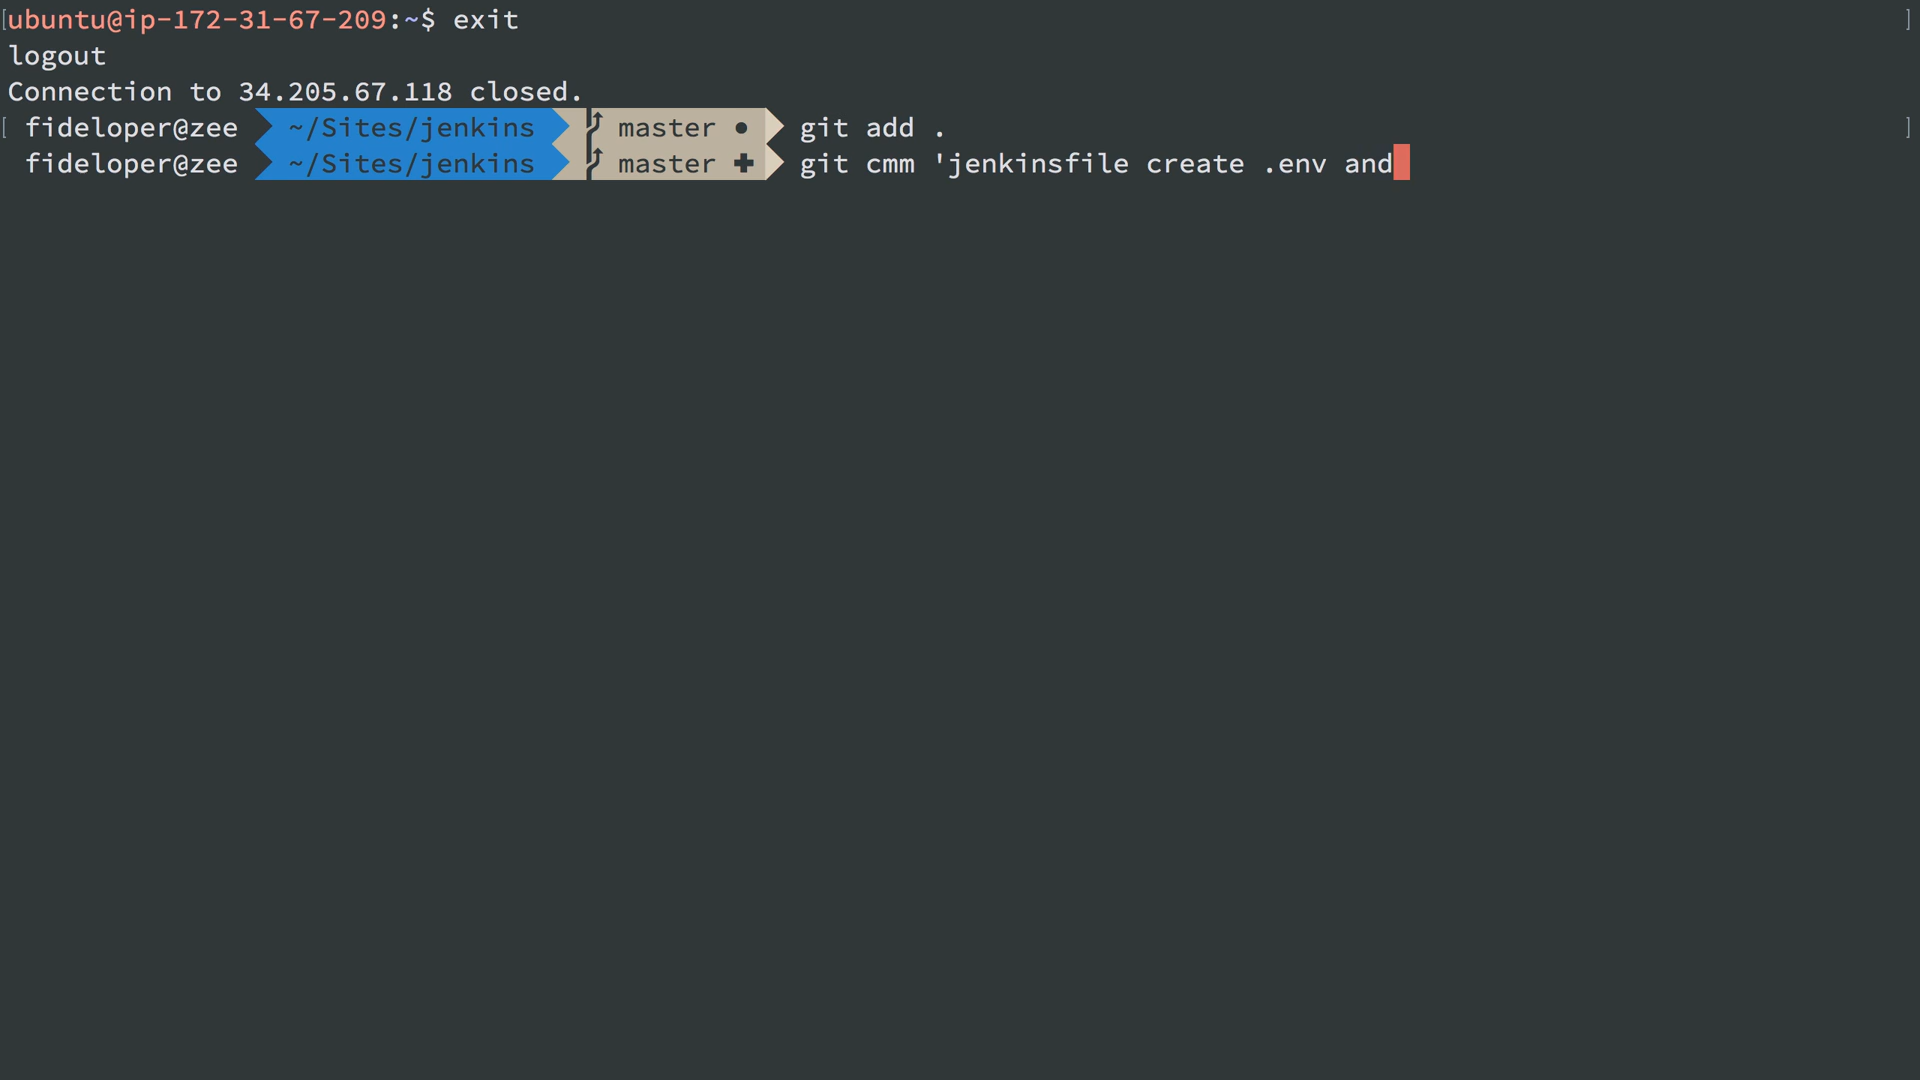 ubuntu@ip-172-31-67-209:~$ exit
logout
Connection to 34.205.67.118 closed.
fideloper@zee ~/Sites/jenkins master ● git add .
fideloper@zee ~/Sites/jenkins master ✚ git cmm 'jenkinsfile create .env and